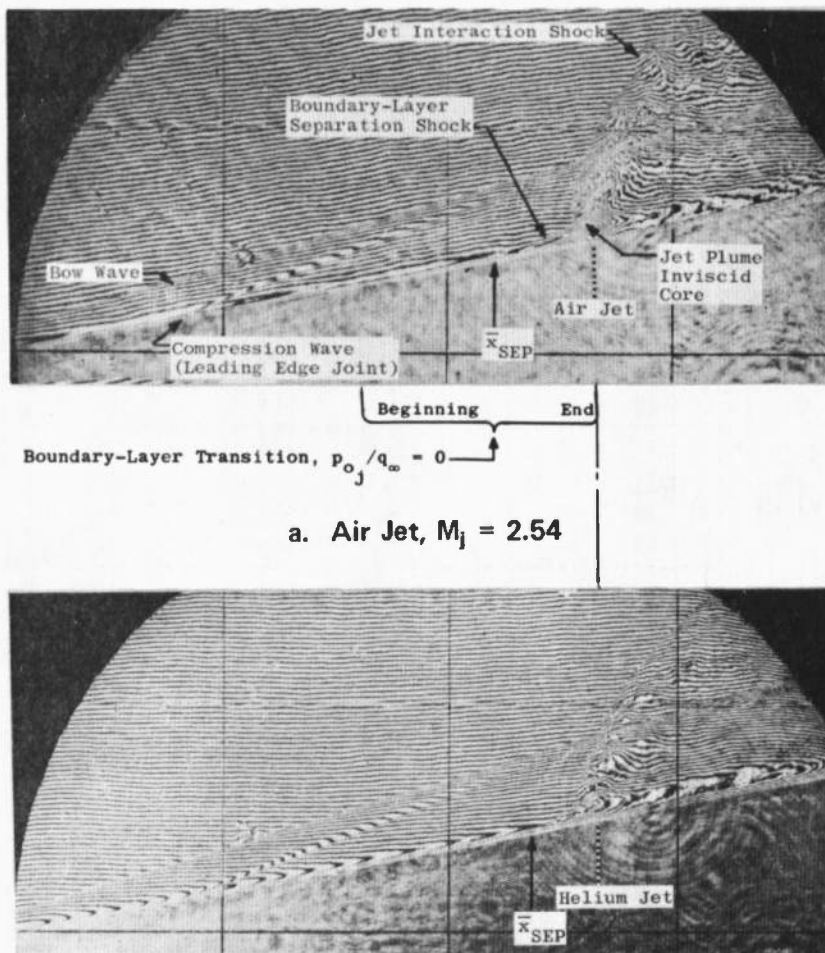 Jet Interaction Shock
Boundary-Layer
Separation Shock
Bow Wave
Jet Plume
Inviscid
Core
Air Jet
x̄SEP
Compression Wave
(Leading Edge Joint)
Beginning End
Boundary-Layer Transition, p_oj/q∞ = 0
a. Air Jet, Mj = 2.54
Helium Jet
x̄SEP